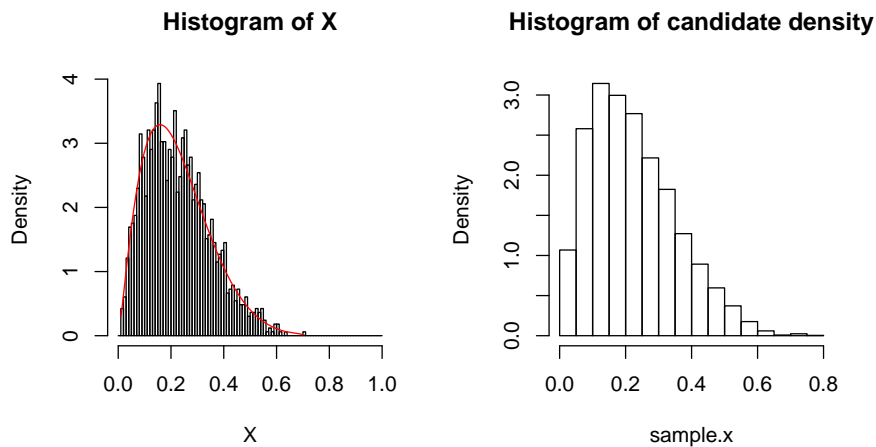 Histogram of X
Density
0
1
2
3
4
0.0 0.2 0.4 0.6 0.8 1.0
X
Histogram of candidate density
Density
0.0
1.0
2.0
3.0
0.0 0.2 0.4 0.6 0.8
sample.x